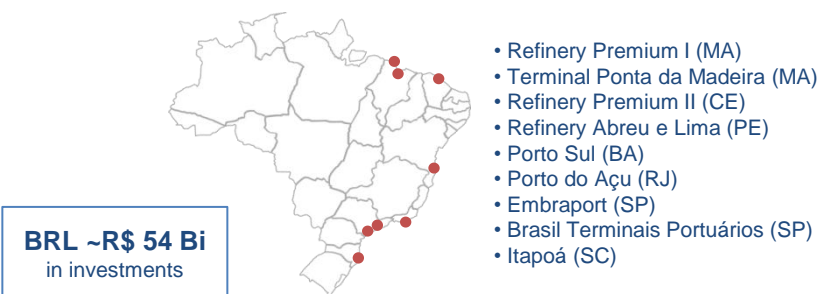 • Refinery Premium I (MA)
• Terminal Ponta da Madeira (MA)
• Refinery Premium II (CE)
• Refinery Abreu e Lima (PE)
• Porto Sul (BA)
• Porto do Açu (RJ)
• Embraport (SP)
• Brasil Terminais Portuários (SP)
• Itapoá (SC)
BRL ~R$ 54 Bi
in investments